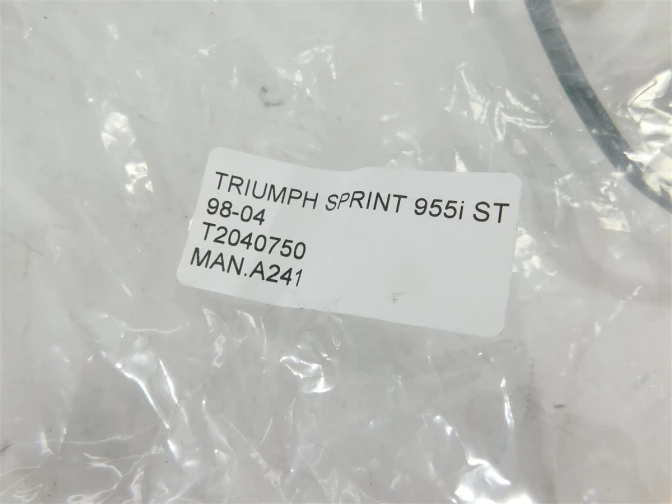 TRIUMPH SPRINT 955i ST
98-04
T2040750
MAN.A241